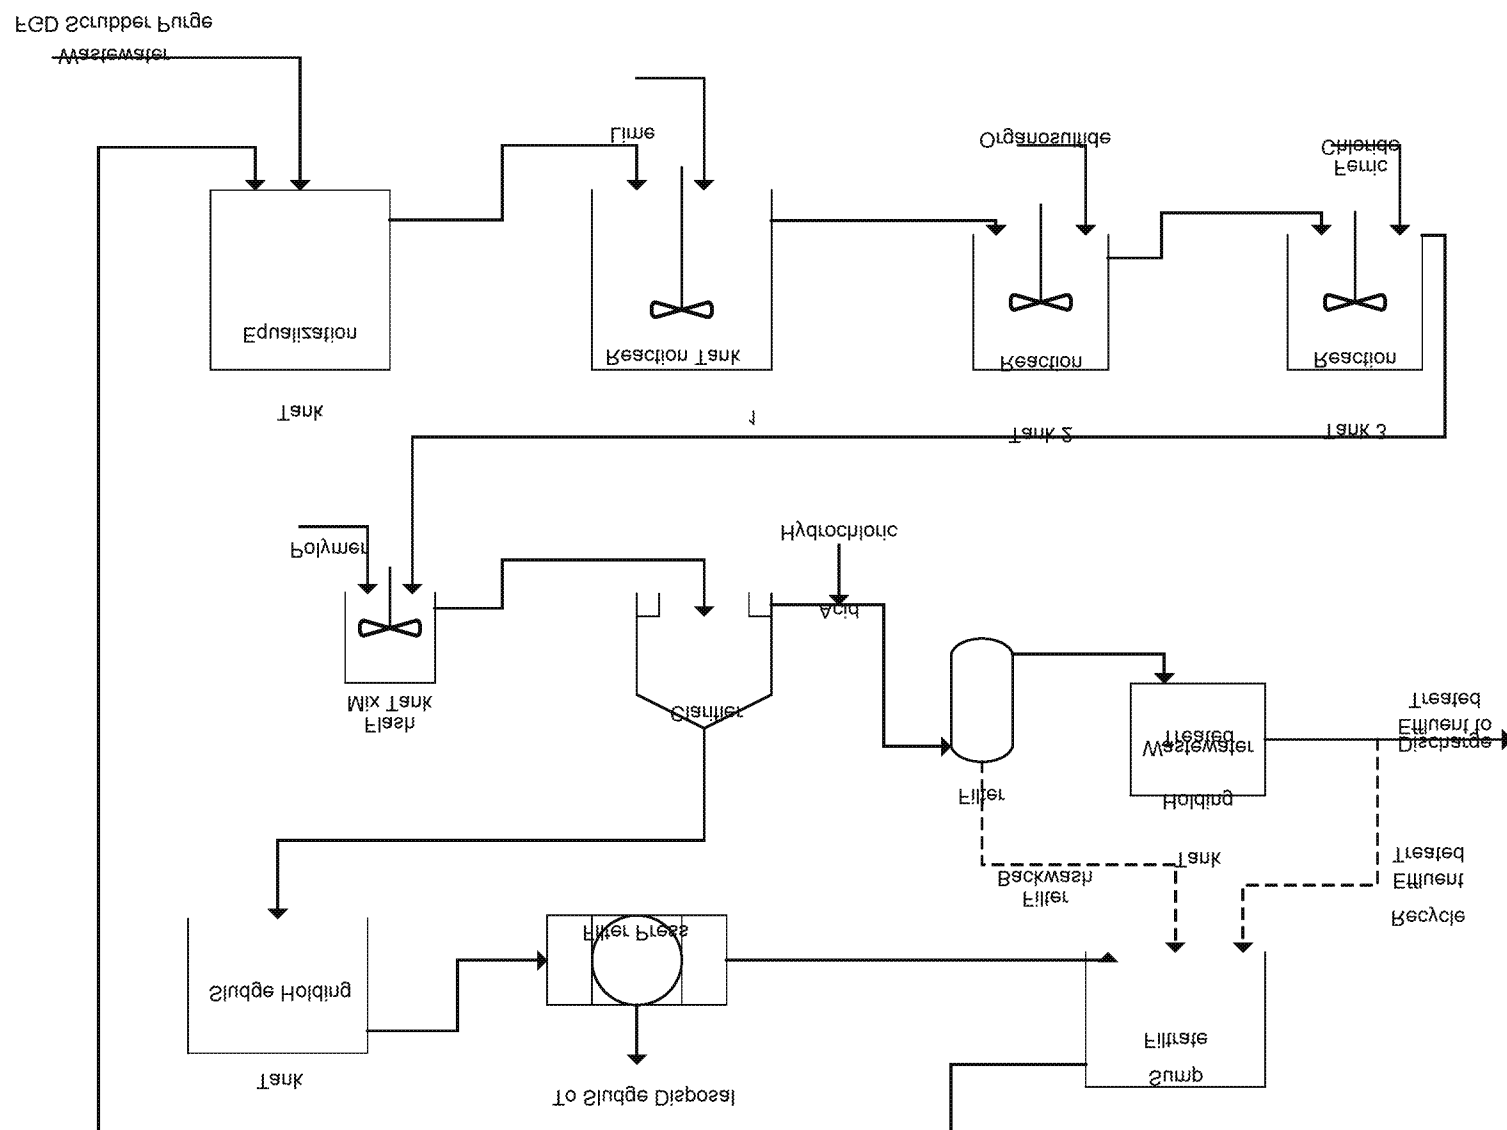 FGD Scrubber Purge
Wastewater
Lime
Organosulfide
Chloride
Ferric
Equalization
Tank
Reaction Tank
1
Reaction
Tank 2
Reaction
Tank 3
Polymer
Mix Tank
Flash
Clarifier
Hydrochloric
Acid
Filter
Treated
Wastewater
Holding
Tank
Treated
Effluent to
Discharge
Backwash
Filter
Treated
Effluent
Recycle
Sludge Holding
Tank
Filter Press
To Sludge Disposal
Filtrate
Sump